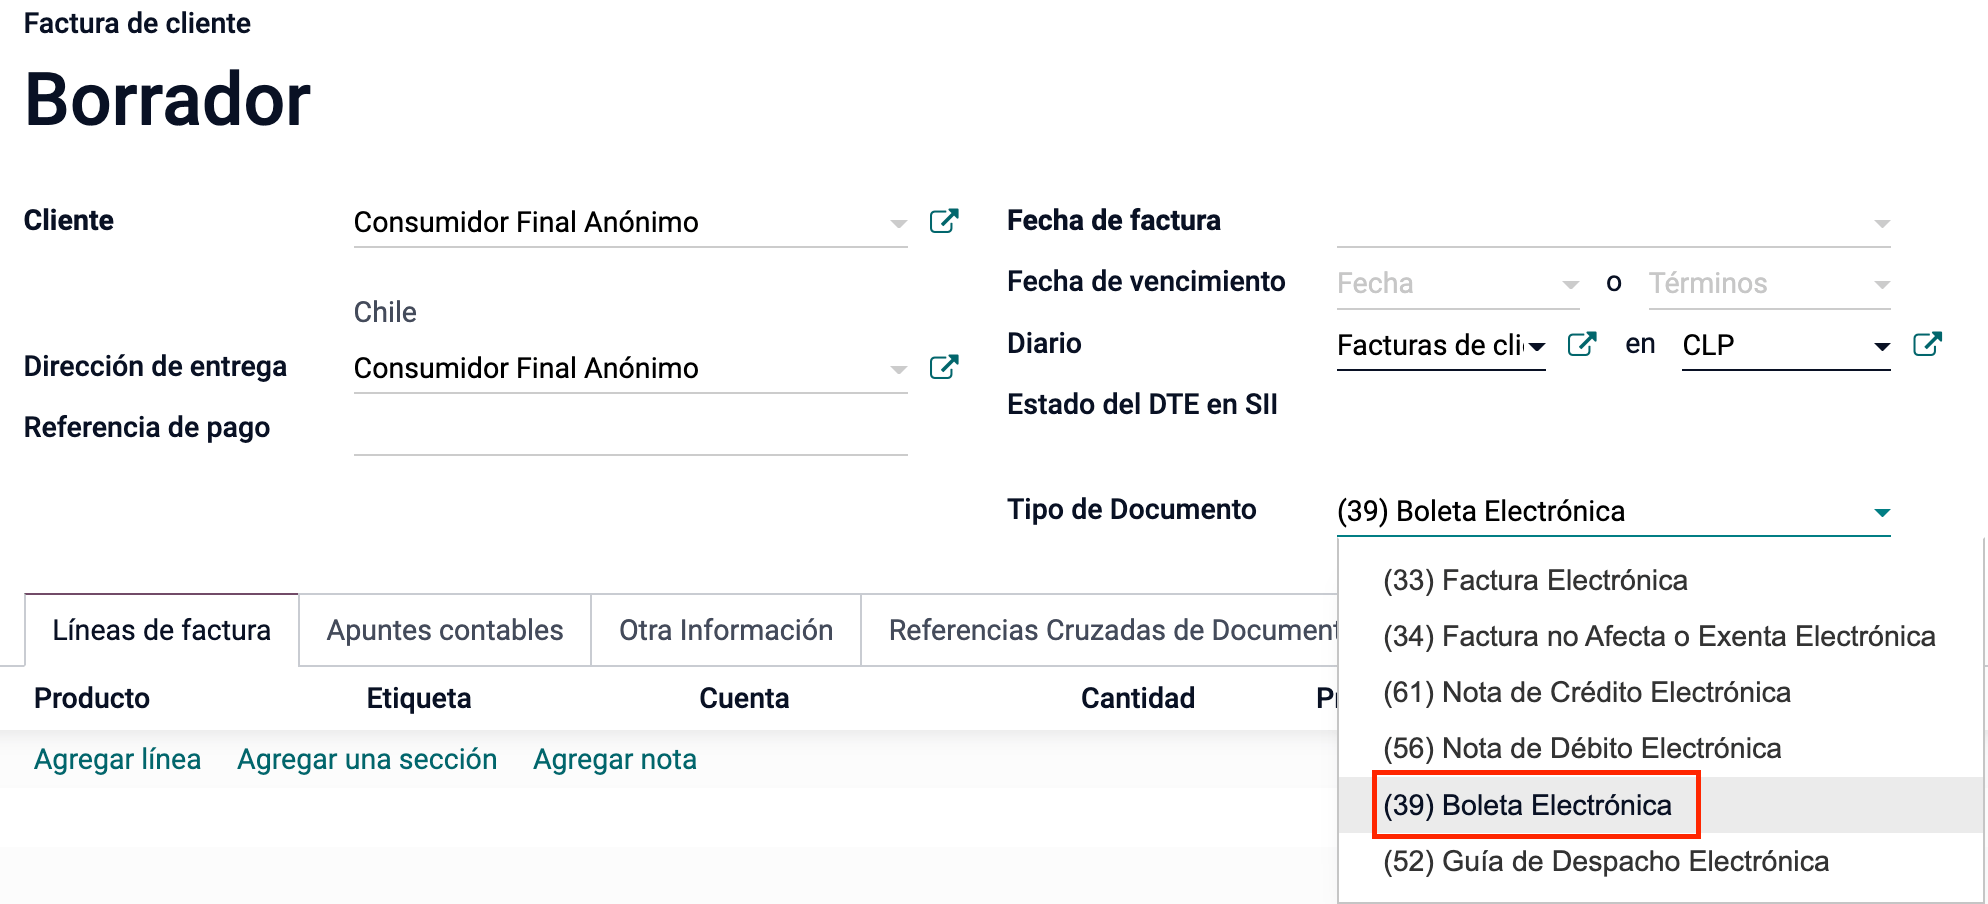 Factura de cliente
Borrador
Cliente
Consumidor Final Anónimo
Chile
Dirección de entrega
Consumidor Final Anónimo
Referencia de pago
Fecha de factura
Fecha de vencimiento
Fecha o Términos
Diario
Facturas de cli en CLP
Estado del DTE en SII
Tipo de Documento
(39) Boleta Electrónica
(33) Factura Electrónica
(34) Factura no Afecta o Exenta Electrónica
(61) Nota de Crédito Electrónica
(56) Nota de Débito Electrónica
(39) Boleta Electrónica
(52) Guía de Despacho Electrónica
Líneas de factura Apuntes contables Otra Información Referencias Cruzadas de Document
Producto Etiqueta Cuenta Cantidad
Agregar línea Agregar una sección Agregar nota